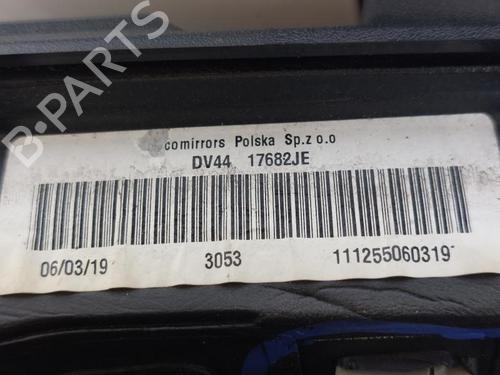 comirrors Polska Sp.z o.o
DV44 17682JE
06/03/19 3053 111255060319
B-PARTS